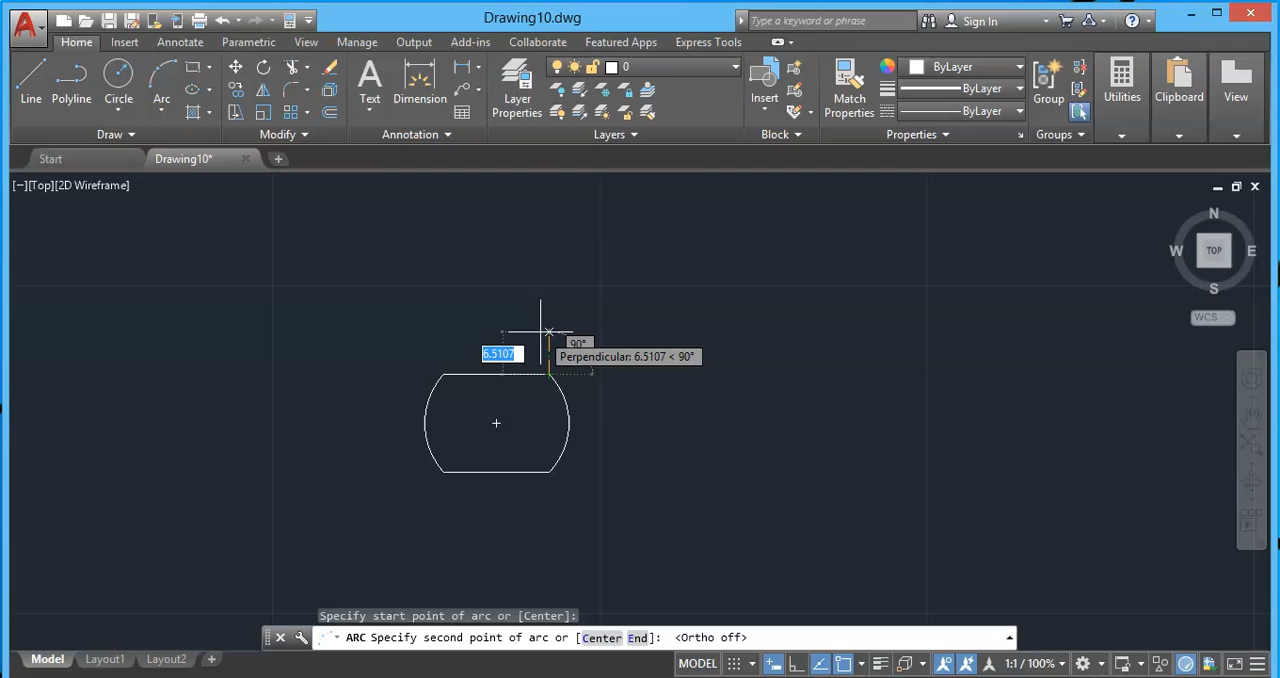 Drawing10.dwg
Type a keyword or phrase
Sign In
Home Insert Annotate Parametric View Manage Output Add-ins Collaborate Featured Apps Express Tools
Line Polyline Circle Arc
Text Dimension
Layer Properties
0
Insert
Match Properties
ByLayer
ByLayer
ByLayer
Group
Utilities
Clipboard
View
Draw Modify Annotation Layers Block Properties Groups
Start Drawing10*
[−][Top][2D Wireframe]
N
W TOP E
S
WCS
90°
6.5107
Perpendicular: 6.5107 < 90°
Specify start point of arc or [Center]:
ARC Specify second point of arc or [Center End]: <Ortho off>
Model Layout1 Layout2 +
MODEL 1:1 / 100%